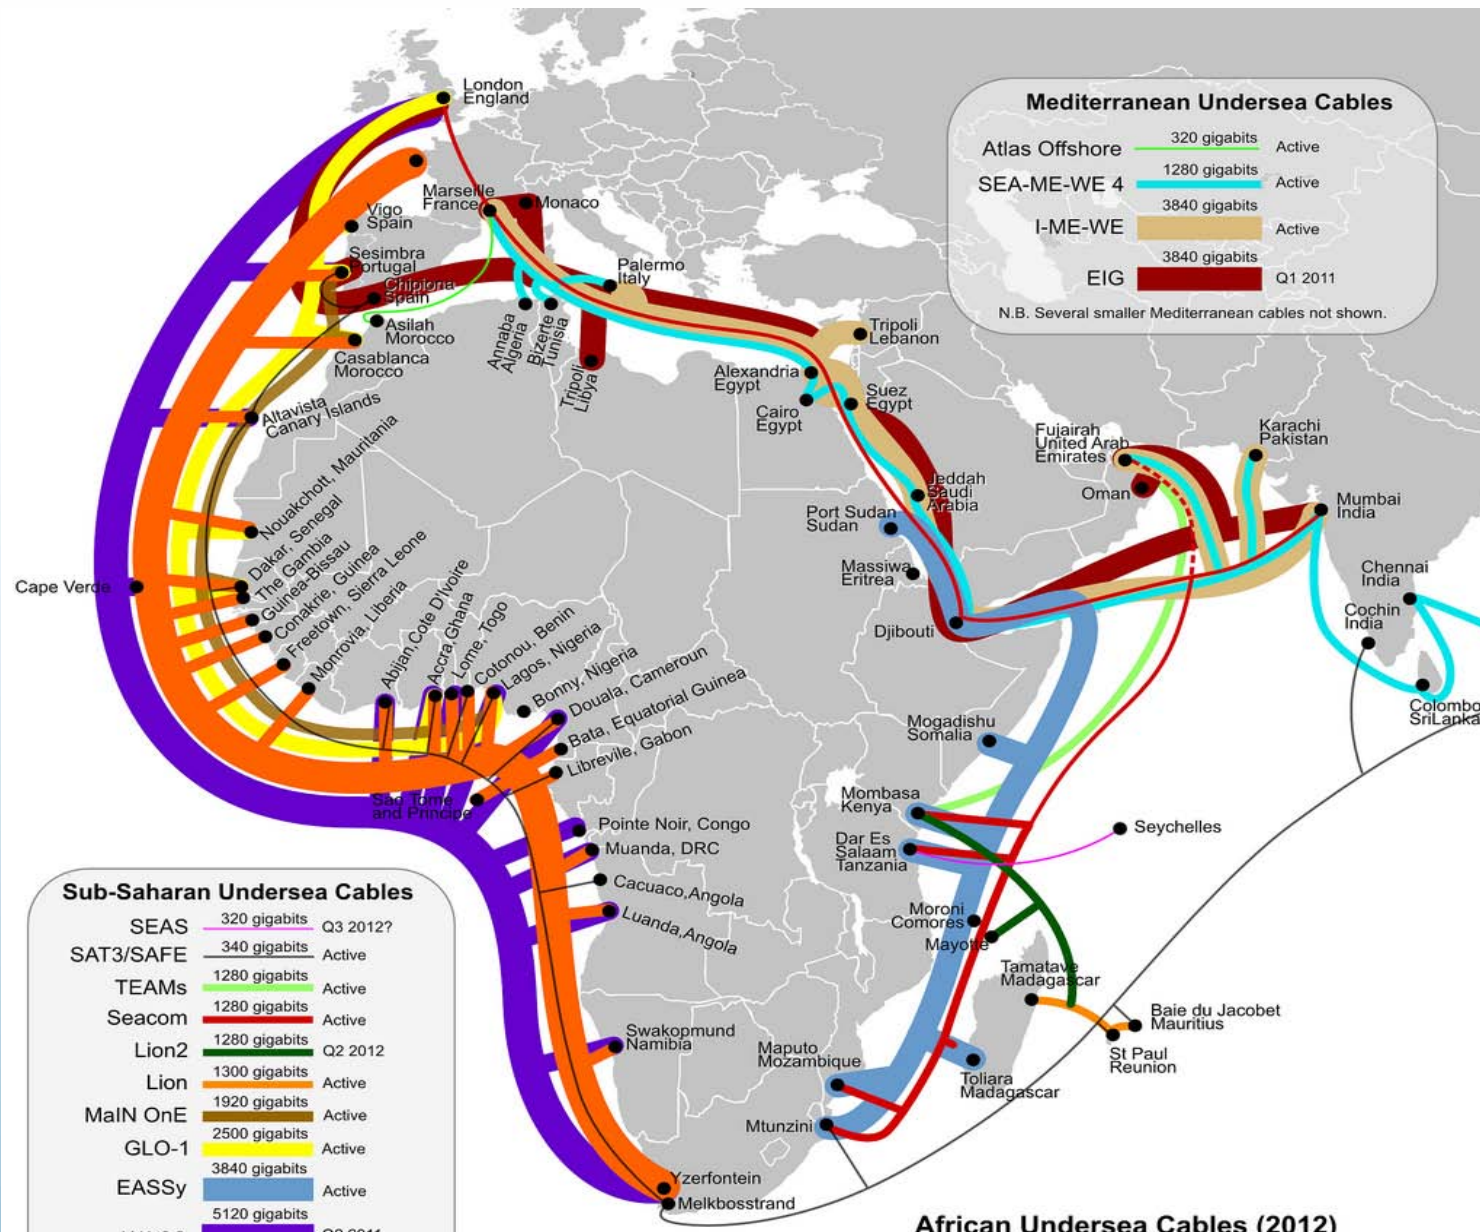 London
England
Marseille
France
Monaco
Vigo
Spain
Sesimbra
Portugal
Chipiona
Spain
Asilah
Morocco
Casablanca
Morocco
Altavista
Canary Islands
Annaba
Algeria
Bizerte
Tunisia
Palermo
Italy
Tripoli
Libya
Tripoli
Lebanon
Alexandria
Egypt
Cairo
Egypt
Suez
Egypt
Jeddah
Saudi
Arabia
Port Sudan
Sudan
Massiwa
Eritrea
Djibouti
Fujairah
United Arab
Emirates
Oman
Karachi
Pakistan
Mumbai
India
Chennai
India
Cochin
India
Colombo
SriLanka
Mediterranean Undersea Cables
Atlas Offshore 320 gigabits Active
SEA-ME-WE 4 1280 gigabits Active
I-ME-WE 3840 gigabits Active
EIG 3840 gigabits Q1 2011
N.B. Several smaller Mediterranean cables not shown.
Cape Verde
Nouakchott, Mauritania
Dakar, Senegal
The Gambia
Guinea-Bissau
Conakrie, Guinea
Freetown, Sierra Leone
Monrovia, Liberia
Abijan,Cote D'Ivoire
Accra,Ghana
Lome, Togo
Cotonou, Benin
Lagos, Nigeria
Bonny, Nigeria
Douala, Cameroun
Bata, Equatorial Guinea
Librevile, Gabon
Sao Tome
and Principe
Pointe Noir, Congo
Muanda, DRC
Cacuaco,Angola
Luanda,Angola
Swakopmund
Namibia
Yzerfontein
Melkbosstrand
Mogadishu
Somalia
Mombasa
Kenya
Dar Es
Salaam
Tanzania
Seychelles
Moroni
Comores
Mayotte
Tamatave
Madagascar
Baie du Jacobet
Mauritius
St Paul
Reunion
Toliara
Madagascar
Maputo
Mozambique
Mtunzini
Sub-Saharan Undersea Cables
SEAS 320 gigabits Q3 2012?
SAT3/SAFE 340 gigabits Active
TEAMs 1280 gigabits Active
Seacom 1280 gigabits Active
Lion2 1280 gigabits Q2 2012
Lion 1300 gigabits Active
MaIN OnE 1920 gigabits Active
GLO-1 2500 gigabits Active
EASSy 3840 gigabits Active
5120 gigabits
African Undersea Cables (2012)